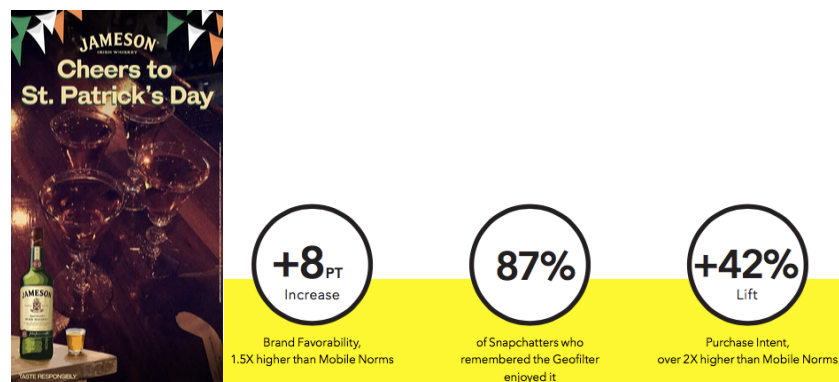 JAMESON
IRISH WHISKEY
Cheers to
St. Patrick's Day
JAMESON
TASTE RESPONSIBLY.
+8PT
Increase
Brand Favorability,
1.5X higher than Mobile Norms
87%
of Snapchatters who
remembered the Geofilter
enjoyed it
+42%
Lift
Purchase Intent,
over 2X higher than Mobile Norms